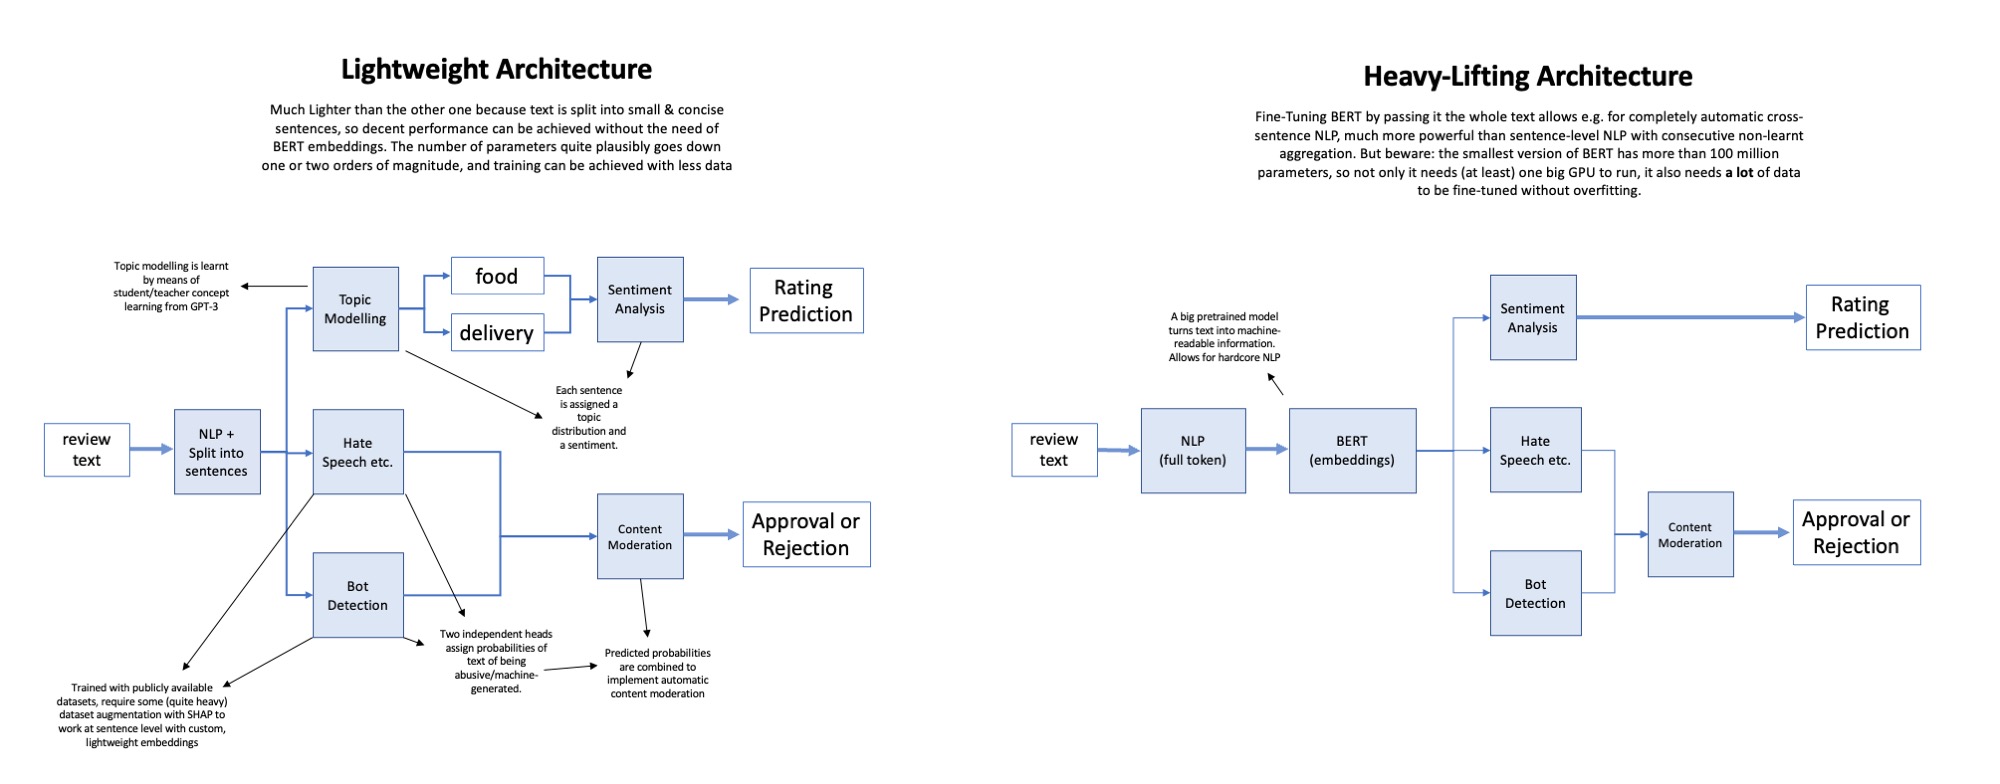 Lightweight Architecture
Much Lighter than the other one because text is split into small & concise
sentences, so decent performance can be achieved without the need of
BERT embeddings. The number of parameters quite plausibly goes down
one or two orders of magnitude, and training can be achieved with less data
Topic modelling is learnt
by means of
student/teacher concept
learning from GPT-3
Topic
Modelling
food
delivery
Sentiment
Analysis
Rating
Prediction
Each sentence
is assigned a
topic
distribution and
a sentiment.
review
text
NLP +
Split into
sentences
Hate
Speech etc.
Bot
Detection
Content
Moderation
Approval or
Rejection
Two independent heads
assign probabilities of
text of being
abusive/machine-
generated.
Predicted probabilities
are combined to
implement automatic
content moderation
Trained with publicly available
datasets, require some (quite heavy)
dataset augmentation with SHAP to
work at sentence level with custom,
lightweight embeddings
Heavy-Lifting Architecture
Fine-Tuning BERT by passing it the whole text allows e.g. for completely automatic cross-
sentence NLP, much more powerful than sentence-level NLP with consecutive non-learnt
aggregation. But beware: the smallest version of BERT has more than 100 million
parameters, so not only it needs (at least) one big GPU to run, it also needs a lot of data
to be fine-tuned without overfitting.
A big pretrained model
turns text into machine-
readable information.
Allows for hardcore NLP
review
text
NLP
(full token)
BERT
(embeddings)
Sentiment
Analysis
Rating
Prediction
Hate
Speech etc.
Bot
Detection
Content
Moderation
Approval or
Rejection